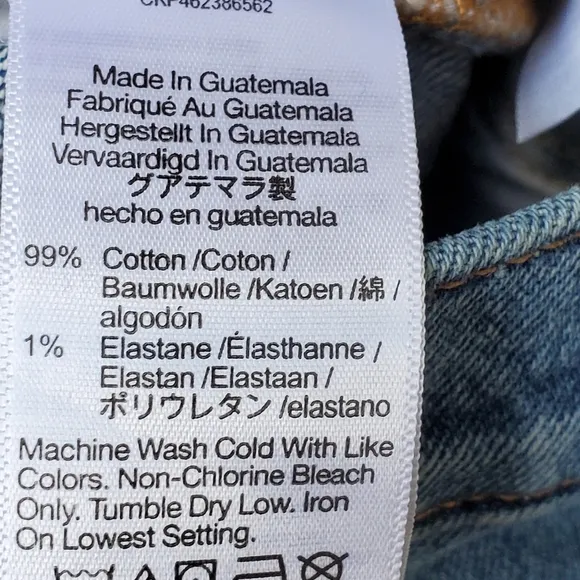 CKP462386562
Made In Guatemala
Fabriqué Au Guatemala
Hergestellt In Guatemala
Vervaardigd In Guatemala
グアテマラ製
hecho en guatemala
99% Cotton /Coton /
Baumwolle /Katoen /綿 /
algodón
1% Elastane /Élasthanne /
Elastan /Elastaan /
ポリウレタン /elastano
Machine Wash Cold With Like
Colors. Non-Chlorine Bleach
Only. Tumble Dry Low. Iron
On Lowest Setting.